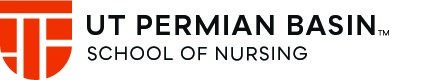 UT PERMIAN BASIN™
SCHOOL OF NURSING